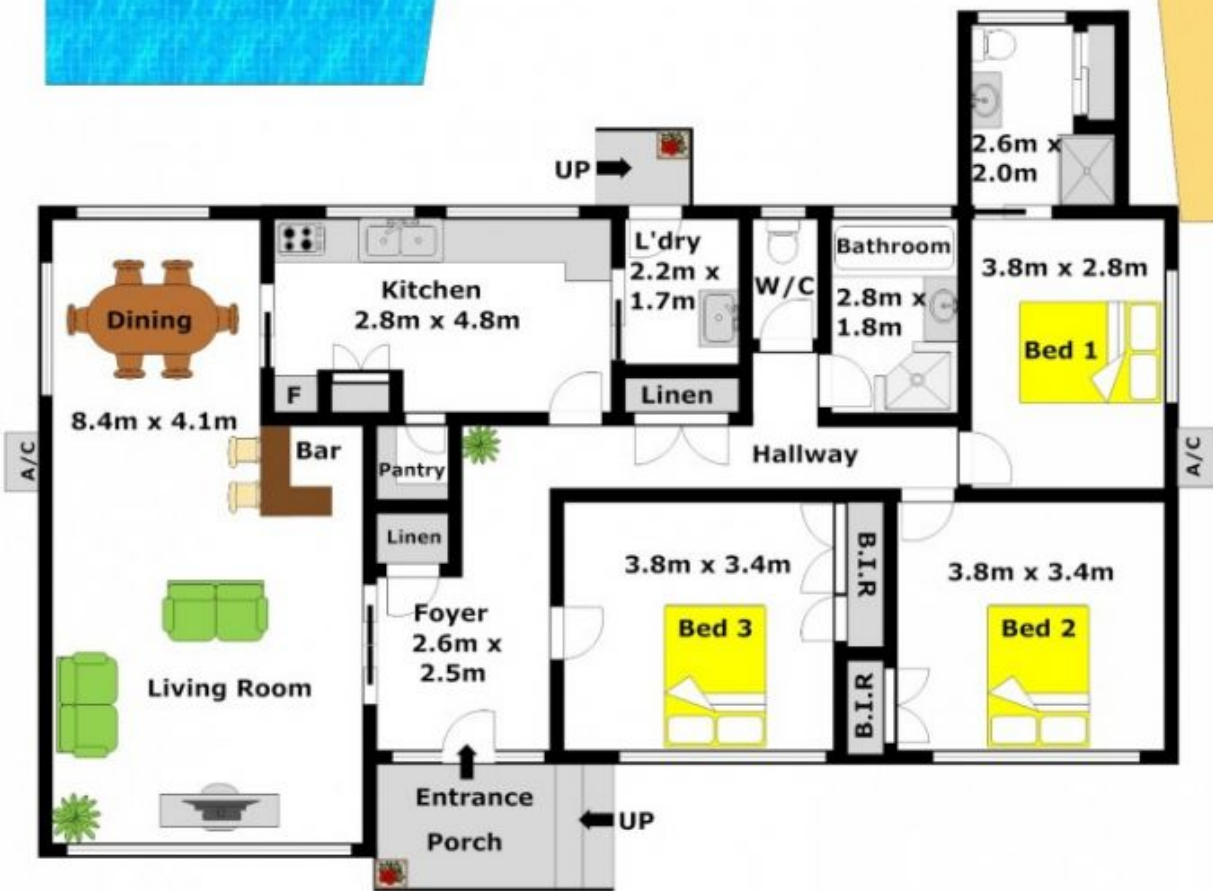 2.6m x
2.0m
UP
Dining
8.4m x 4.1m
A/C
Bar
Living Room
Kitchen
2.8m x 4.8m
F
Pantry
Linen
L'dry
2.2m x
1.7m
Linen
W/C
Bathroom
2.8m x
1.8m
3.8m x 2.8m
Bed 1
A/C
Hallway
Foyer
2.6m x
2.5m
3.8m x 3.4m
Bed 3
B.I.R
B.I.R
3.8m x 3.4m
Bed 2
Entrance
Porch
UP